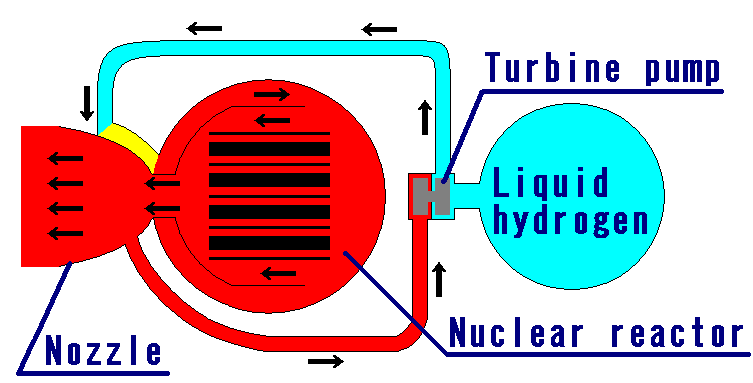 Turbine pump
Liquid
hydrogen
Nuclear reactor
Nozzle